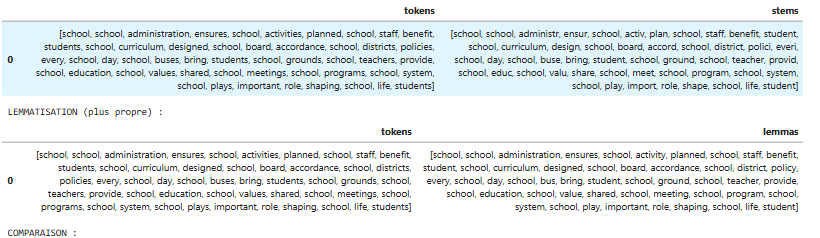 tokens stems
[school, school, administration, ensures, school, activities, planned, school, staff, benefit, [school, school, administr, ensur, school, activ, plan, school, staff, benefit, student,
students, school, curriculum, designed, school, board, accordance, school, districts, policies, school, curriculum, design, school, board, accord, school, district, polici, everi,
0 every, school, day, school, buses, bring, students, school, grounds, school, teachers, provide, school, day, school, buse, bring, student, school, ground, school, teacher, provid,
school, education, school, values, shared, school, meetings, school, programs, school, system, school, educ, school, valu, share, school, meet, school, program, school, system,
school, plays, important, role, shaping, school, life, students] school, play, import, role, shape, school, life, student]
LEMMATISATION (plus propre) :
tokens lemmas
[school, school, administration, ensures, school, activities, planned, school, staff, benefit, [school, school, administration, ensures, school, activity, planned, school, staff, benefit,
students, school, curriculum, designed, school, board, accordance, school, districts, student, school, curriculum, designed, school, board, accordance, school, district, policy,
0 policies, every, school, day, school, buses, bring, students, school, grounds, school, every, school, day, school, bus, bring, student, school, ground, school, teacher, provide,
teachers, provide, school, education, school, values, shared, school, meetings, school, school, education, school, value, shared, school, meeting, school, program, school,
programs, school, system, school, plays, important, role, shaping, school, life, students] system, school, play, important, role, shaping, school, life, student]
COMPARAISON :